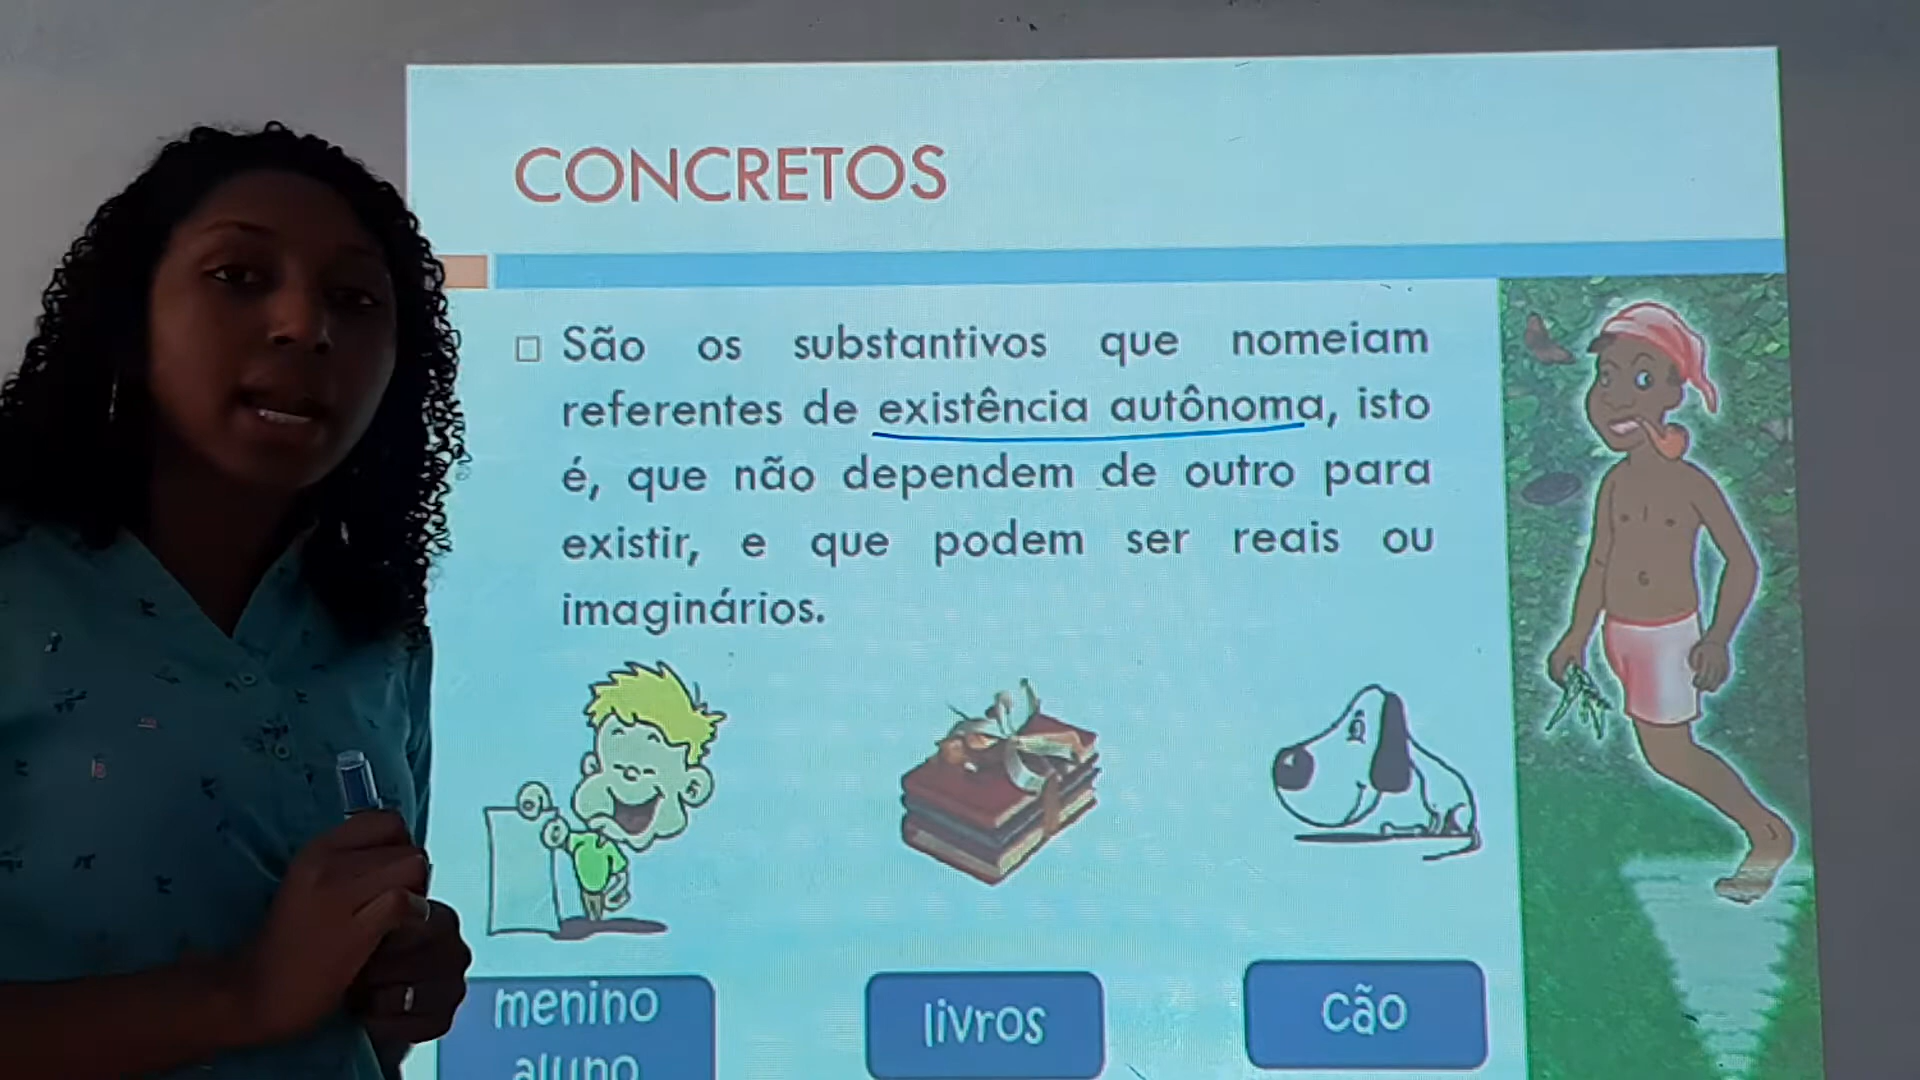 CONCRETOS
São os substantivos que nomeiam
referentes de existência autônoma, isto
é, que não dependem de outro para
existir, e que podem ser reais ou
imaginários.
menino
aluno
livros
cão